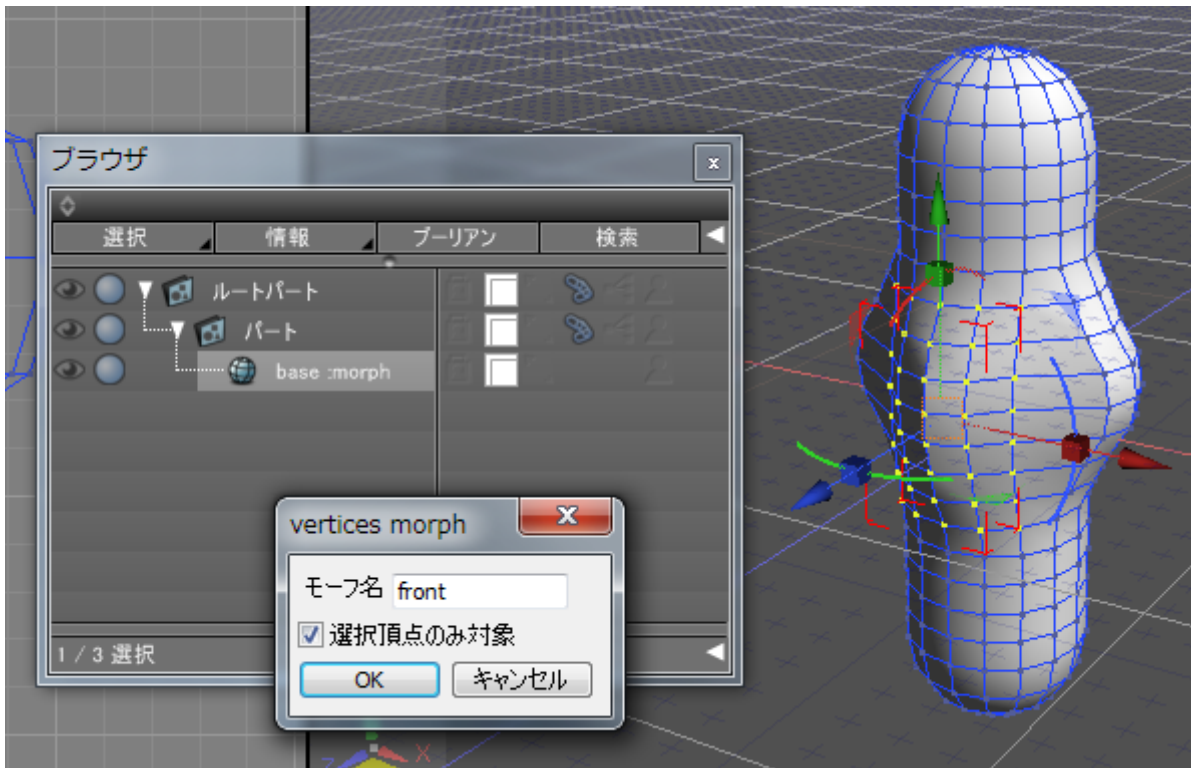 ブラウザ
x
選択 情報 ブーリアン 検索
ルートパート
パート
base :morph
vertices morph
モーフ名 front
選択頂点のみ対象
OK キャンセル
1 / 3 選択
Z X